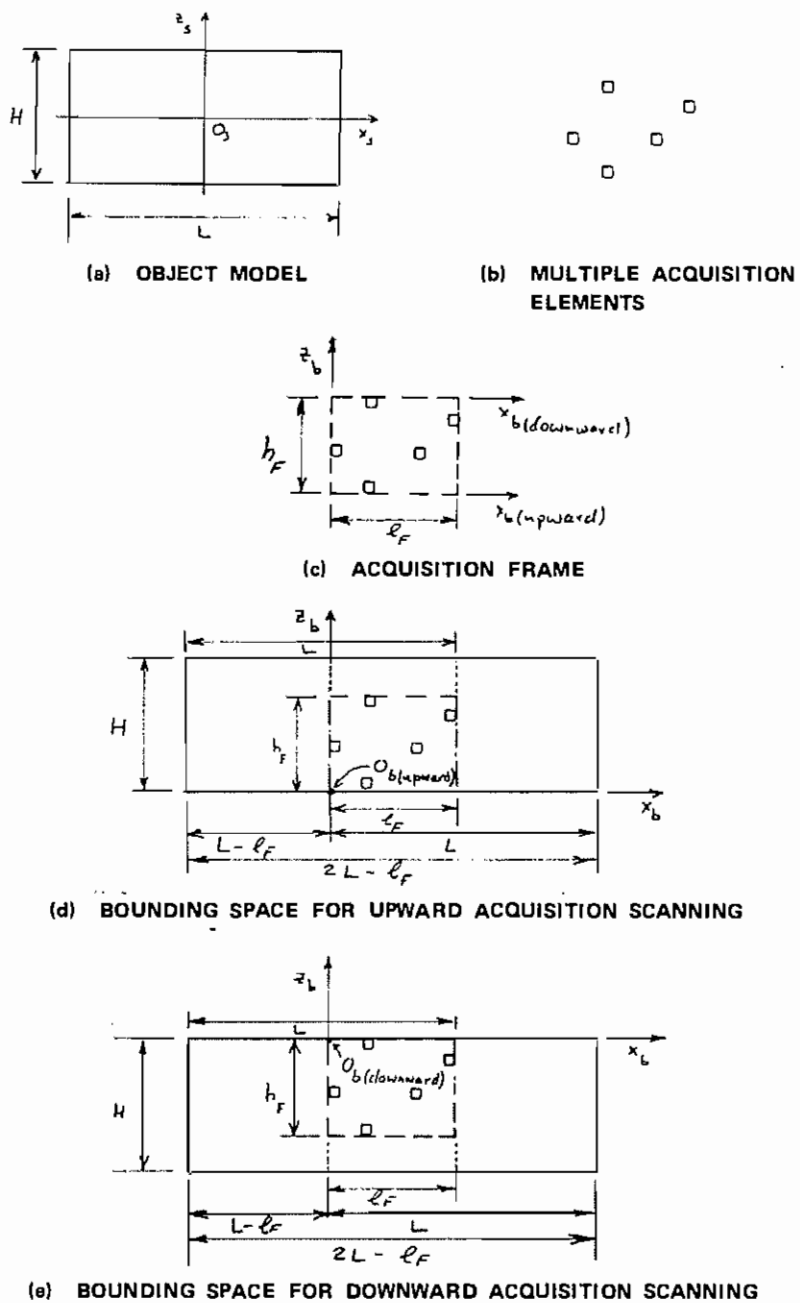 z_s
H
O_s
x_s
L
(a) OBJECT MODEL
(b) MULTIPLE ACQUISITION
ELEMENTS
z_b
x_b(downward)
h_F
x_b(upward)
ℓ_F
(c) ACQUISITION FRAME
z_b
L
H
h_F
O_b(upward)
x_b
ℓ_F
L-ℓ_F
L
2L-ℓ_F
(d) BOUNDING SPACE FOR UPWARD ACQUISITION SCANNING
z_b
L
x_b
O_b(downward)
h_F
H
ℓ_F
L-ℓ_F
L
2L-ℓ_F
(e) BOUNDING SPACE FOR DOWNWARD ACQUISITION SCANNING